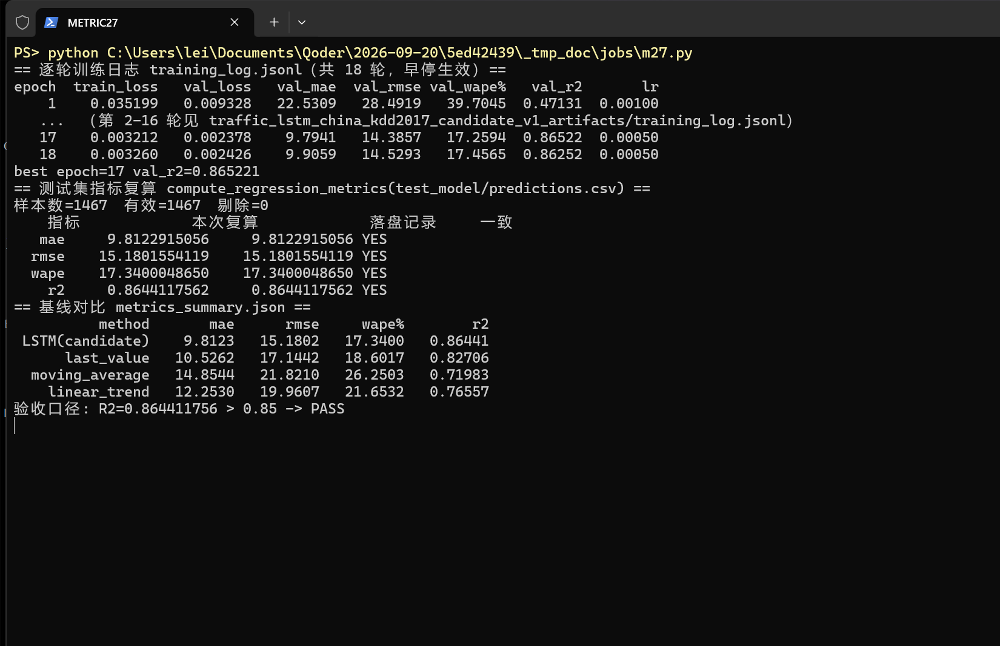 METRIC27
PS> python C:\Users\lei\Documents\Qoder\2026-09-20\5ed42439\_tmp_doc\jobs\m27.py
== 逐轮训练日志 training_log.jsonl（共 18 轮，早停生效）==
epoch  train_loss   val_loss   val_mae  val_rmse val_wape%   val_r2       lr
1    0.035199   0.009328   22.5309   28.4919   39.7045  0.47131  0.00100
...  （第 2-16 轮见 traffic_lstm_china_kdd2017_candidate_v1_artifacts/training_log.jsonl）
17    0.003212   0.002378    9.7941   14.3857   17.2594  0.86522  0.00050
18    0.003260   0.002426    9.9059   14.5293   17.4565  0.86252  0.00050
best epoch=17 val_r2=0.865221
== 测试集指标复算 compute_regression_metrics(test_model/predictions.csv) ==
样本数=1467  有效=1467  剔除=0
指标             本次复算             落盘记录     一致
mae     9.8122915056     9.8122915056 YES
rmse    15.1801554119    15.1801554119 YES
wape    17.3400048650    17.3400048650 YES
r2     0.8644117562     0.8644117562 YES
== 基线对比 metrics_summary.json ==
method       mae      rmse     wape%        r2
LSTM(candidate)    9.8123   15.1802   17.3400   0.86441
last_value   10.5262   17.1442   18.6017   0.82706
moving_average   14.8544   21.8210   26.2503   0.71983
linear_trend   12.2530   19.9607   21.6532   0.76557
验收口径: R2=0.864411756 > 0.85 -> PASS